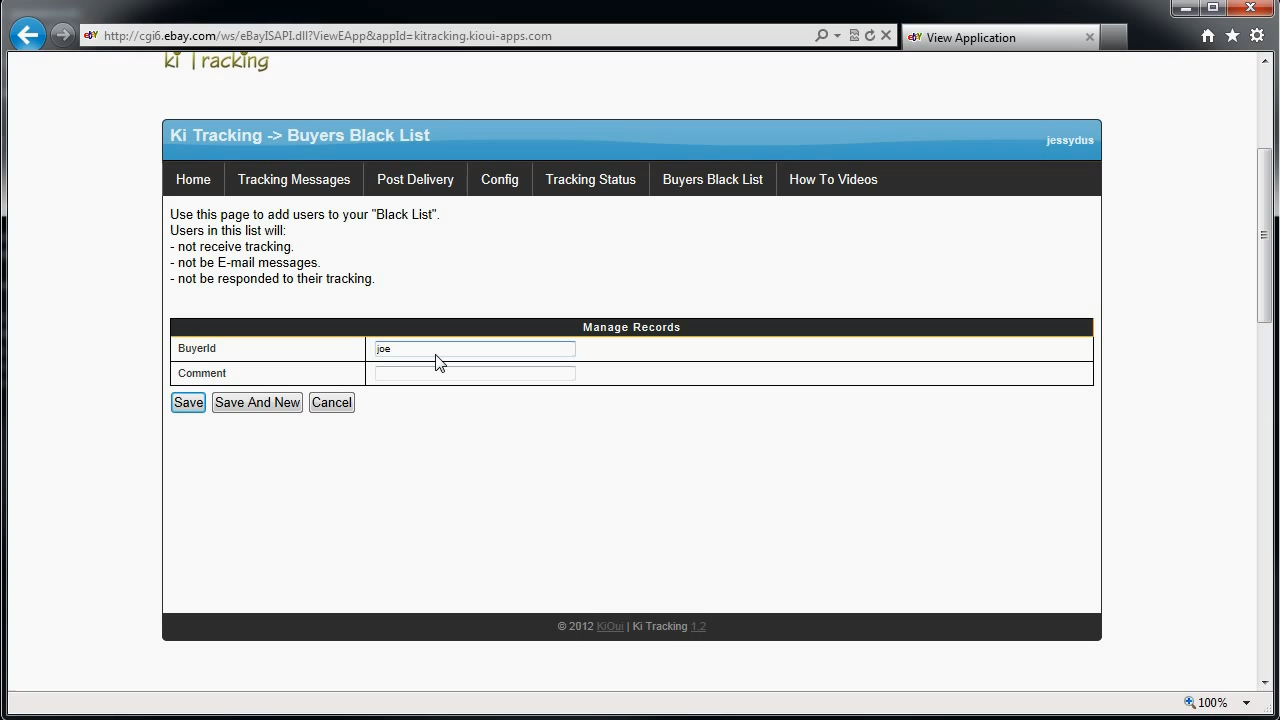 http://cgi6.ebay.com/ws/eBayISAPI.dll?ViewEApp&appId=kitracking.kioui-apps.com
View Application
ki Tracking
Ki Tracking -> Buyers Black List
jessydus
Home Tracking Messages Post Delivery Config Tracking Status Buyers Black List How To Videos
Use this page to add users to your "Black List".
Users in this list will:
- not receive tracking.
- not be E-mail messages.
- not be responded to their tracking.
Manage Records
BuyerId joe
Comment
Save Save And New Cancel
© 2012 KiOui | Ki Tracking 1.2
100%